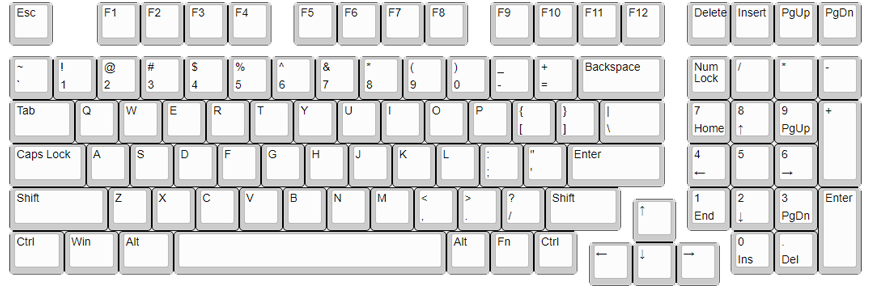 Esc F1 F2 F3 F4 F5 F6 F7 F8 F9 F10 F11 F12 Delete Insert PgUp PgDn
~ ! @ # $ % ^ & * ( ) _ + Backspace Num / * -
` 1 2 3 4 5 6 7 8 9 0 - = Lock
Tab Q W E R T Y U I O P { } | 7 8 9 +
[ ] \ Home ↑ PgUp
Caps Lock A S D F G H J K L : " Enter 4 5 6
; ' ← →
Shift Z X C V B N M < > ? Shift ↑ 1 2 3 Enter
, . / End ↓ PgDn
Ctrl Win Alt Alt Fn Ctrl ← ↓ → 0 .
Ins Del